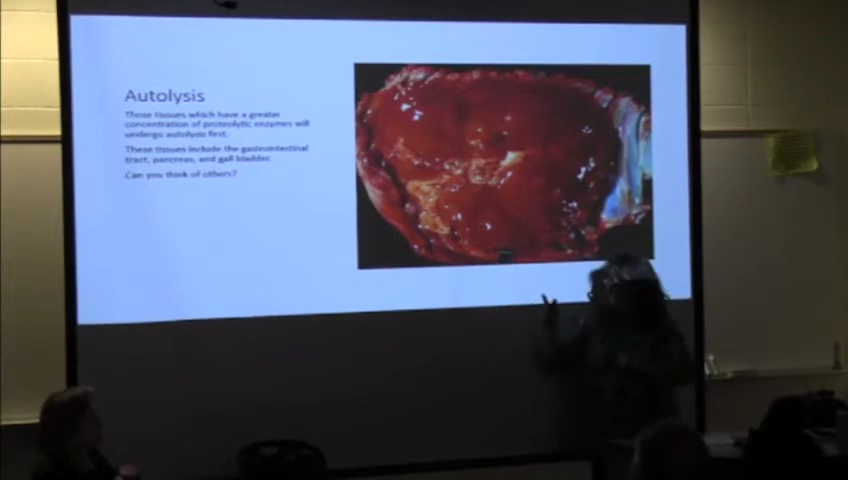 Autolysis
Those tissues which have a greater
concentration of proteolytic enzymes will
undergo autolysis first.
These tissues include the gastrointestinal
tract, pancreas, and gall bladder.
Can you think of others?